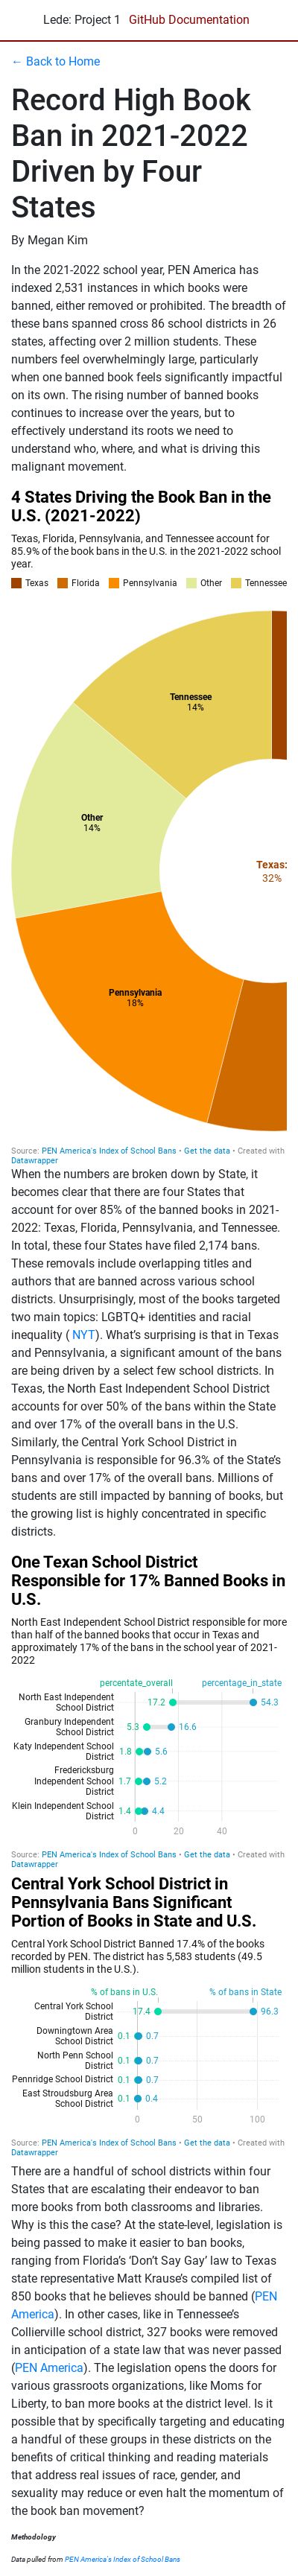 Lede: Project 1 GitHub Documentation
← Back to Home
Record High Book
Ban in 2021-2022
Driven by Four
States
By Megan Kim
In the 2021-2022 school year, PEN America has
indexed 2,531 instances in which books were
banned, either removed or prohibited. The breadth of
these bans spanned cross 86 school districts in 26
states, affecting over 2 million students. These
numbers feel overwhelmingly large, particularly
when one banned book feels significantly impactful
on its own. The rising number of banned books
continues to increase over the years, but to
effectively understand its roots we need to
understand who, where, and what is driving this
malignant movement.
4 States Driving the Book Ban in the
U.S. (2021-2022)
Texas, Florida, Pennsylvania, and Tennessee account for
85.9% of the book bans in the U.S. in the 2021-2022 school
year.
Texas Florida Pennsylvania Other Tennessee
Tennessee
14%
Other
14%
Texas:
32%
Pennsylvania
18%
Source: PEN America's Index of School Bans • Get the data • Created with
Datawrapper
When the numbers are broken down by State, it
becomes clear that there are four States that
account for over 85% of the banned books in 2021-
2022: Texas, Florida, Pennsylvania, and Tennessee.
In total, these four States have filed 2,174 bans.
These removals include overlapping titles and
authors that are banned across various school
districts. Unsurprisingly, most of the books targeted
two main topics: LGBTQ+ identities and racial
inequality ( NYT). What's surprising is that in Texas
and Pennsylvania, a significant amount of the bans
are being driven by a select few school districts. In
Texas, the North East Independent School District
accounts for over 50% of the bans within the State
and over 17% of the overall bans in the U.S.
Similarly, the Central York School District in
Pennsylvania is responsible for 96.3% of the State's
bans and over 17% of the overall bans. Millions of
students are still impacted by banning of books, but
the growing list is highly concentrated in specific
districts.
One Texan School District
Responsible for 17% Banned Books in
U.S.
North East Independent School District responsible for more
than half of the banned books that occur in Texas and
approximately 17% of the bans in the school year of 2021-
2022
percentate_overall percentage_in_state
North East Independent
School District 17.2 54.3
Granbury Independent
School District 5.3 16.6
Katy Independent School
District 1.8 5.6
Fredericksburg
Independent School
District 1.7 5.2
Klein Independent School
District 1.4 4.4
0 20 40
Source: PEN America's Index of School Bans • Get the data • Created with
Datawrapper
Central York School District in
Pennsylvania Bans Significant
Portion of Books in State and U.S.
Central York School District Banned 17.4% of the books
recorded by PEN. The district has 5,583 students (49.5
million students in the U.S.).
% of bans in U.S. % of bans in State
Central York School
District 17.4 96.3
Downingtown Area
School District 0.1 0.7
North Penn School
District 0.1 0.7
Pennridge School District 0.1 0.7
East Stroudsburg Area
School District 0.1 0.4
0 50 100
Source: PEN America's Index of School Bans • Get the data • Created with
Datawrapper
There are a handful of school districts within four
States that are escalating their endeavor to ban
more books from both classrooms and libraries.
Why is this the case? At the state-level, legislation is
being passed to make it easier to ban books,
ranging from Florida's 'Don't Say Gay' law to Texas
state representative Matt Krause's compiled list of
850 books that he believes should be banned (PEN
America). In other cases, like in Tennessee's
Collierville school district, 327 books were removed
in anticipation of a state law that was never passed
(PEN America). The legislation opens the doors for
various grassroots organizations, like Moms for
Liberty, to ban more books at the district level. Is it
possible that by specifically targeting and educating
a handful of these groups in these districts on the
benefits of critical thinking and reading materials
that address real issues of race, gender, and
sexuality may reduce or even halt the momentum of
the book ban movement?
Methodology
Data pulled from PEN America's Index of School Bans